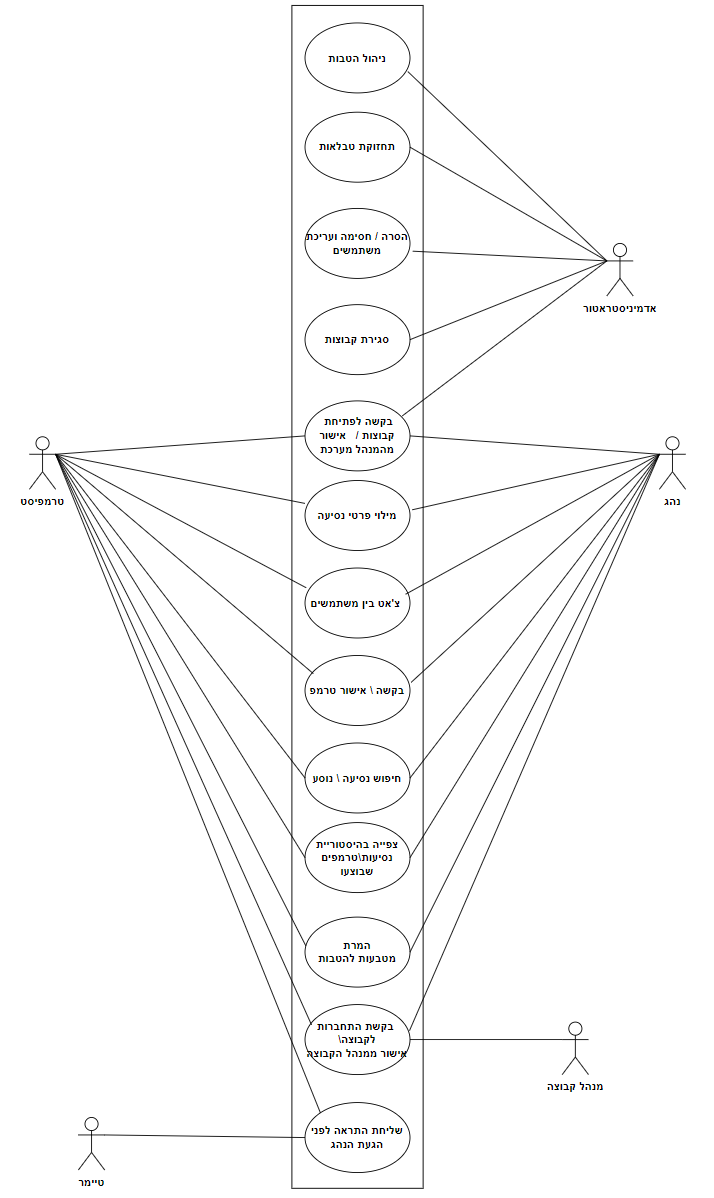 ניהול הטבות
תחזוקת טבלאות
הסרה / חסימה ועריכת
משתמשים
אדמיניסטראטור
סגירת קבוצות
בקשה לפתיחת
קבוצות / אישור
מהמנהל מערכת
טרמפיסט
נהג
מילוי פרטי נסיעה
צ'אט בין משתמשים
בקשה \ אישור טרמפ
חיפוש נסיעה \ נוסע
צפייה בהיסטוריית
נסיעות\טרמפים
שבוצעו
המרת
מטבעות להטבות
בקשת התחברות
לקבוצה\
אישור ממנהל הקבוצה
מנהל קבוצה
שליחת התראה לפני
הגעת הנהג
טיימר